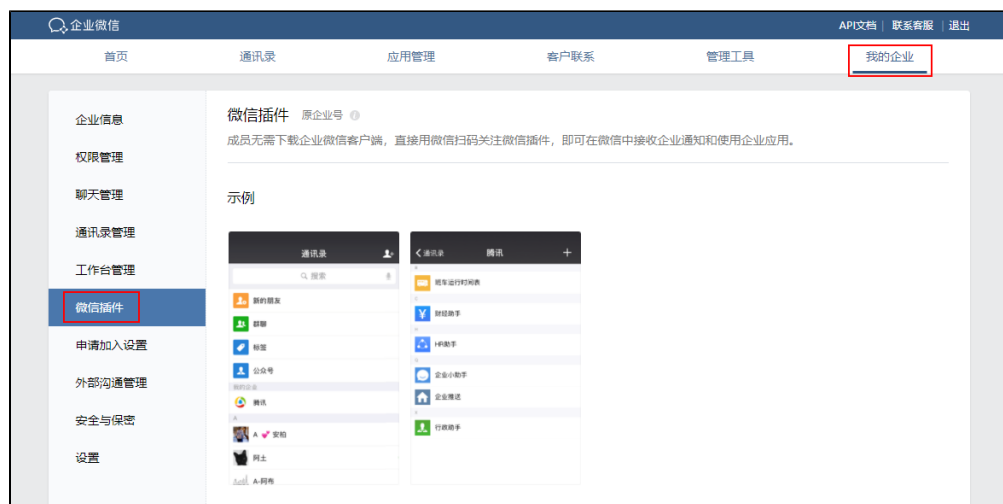 企业微信
API文档 | 联系客服 | 退出
首页 通讯录 应用管理 客户联系 管理工具 我的企业
企业信息
权限管理
聊天管理
通讯录管理
工作台管理
微信插件
申请加入设置
外部沟通管理
安全与保密
设置
微信插件 原企业号
成员无需下载企业微信客户端，直接用微信扫码关注微信插件，即可在微信中接收企业通知和使用企业应用。
示例
通讯录
搜索
新的朋友
群聊
标签
公众号
我的企业
腾讯
A
A 安柏
阿土
A-阿布
通讯录 腾讯
班车运行时间表
财经助手
HR助手
企业小助手
企业推送
行政助手